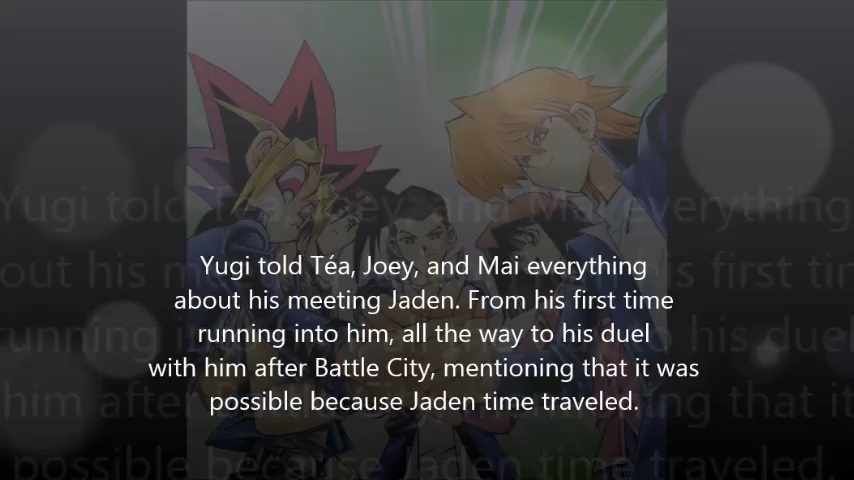 Yugi told Téa, Joey, and Mai everything
about his meeting Jaden. From his first time
running into him, all the way to his duel
with him after Battle City, mentioning that it was
possible because Jaden time traveled.